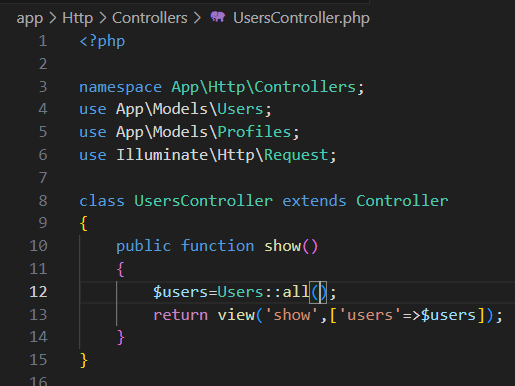 app > Http > Controllers > UsersController.php
1 <?php
2
3 namespace App\Http\Controllers;
4 use App\Models\Users;
5 use App\Models\Profiles;
6 use Illuminate\Http\Request;
7
8 class UsersController extends Controller
9 {
10     public function show()
11     {
12         $users=Users::all();
13         return view('show',['users'=>$users]);
14     }
15 }
16